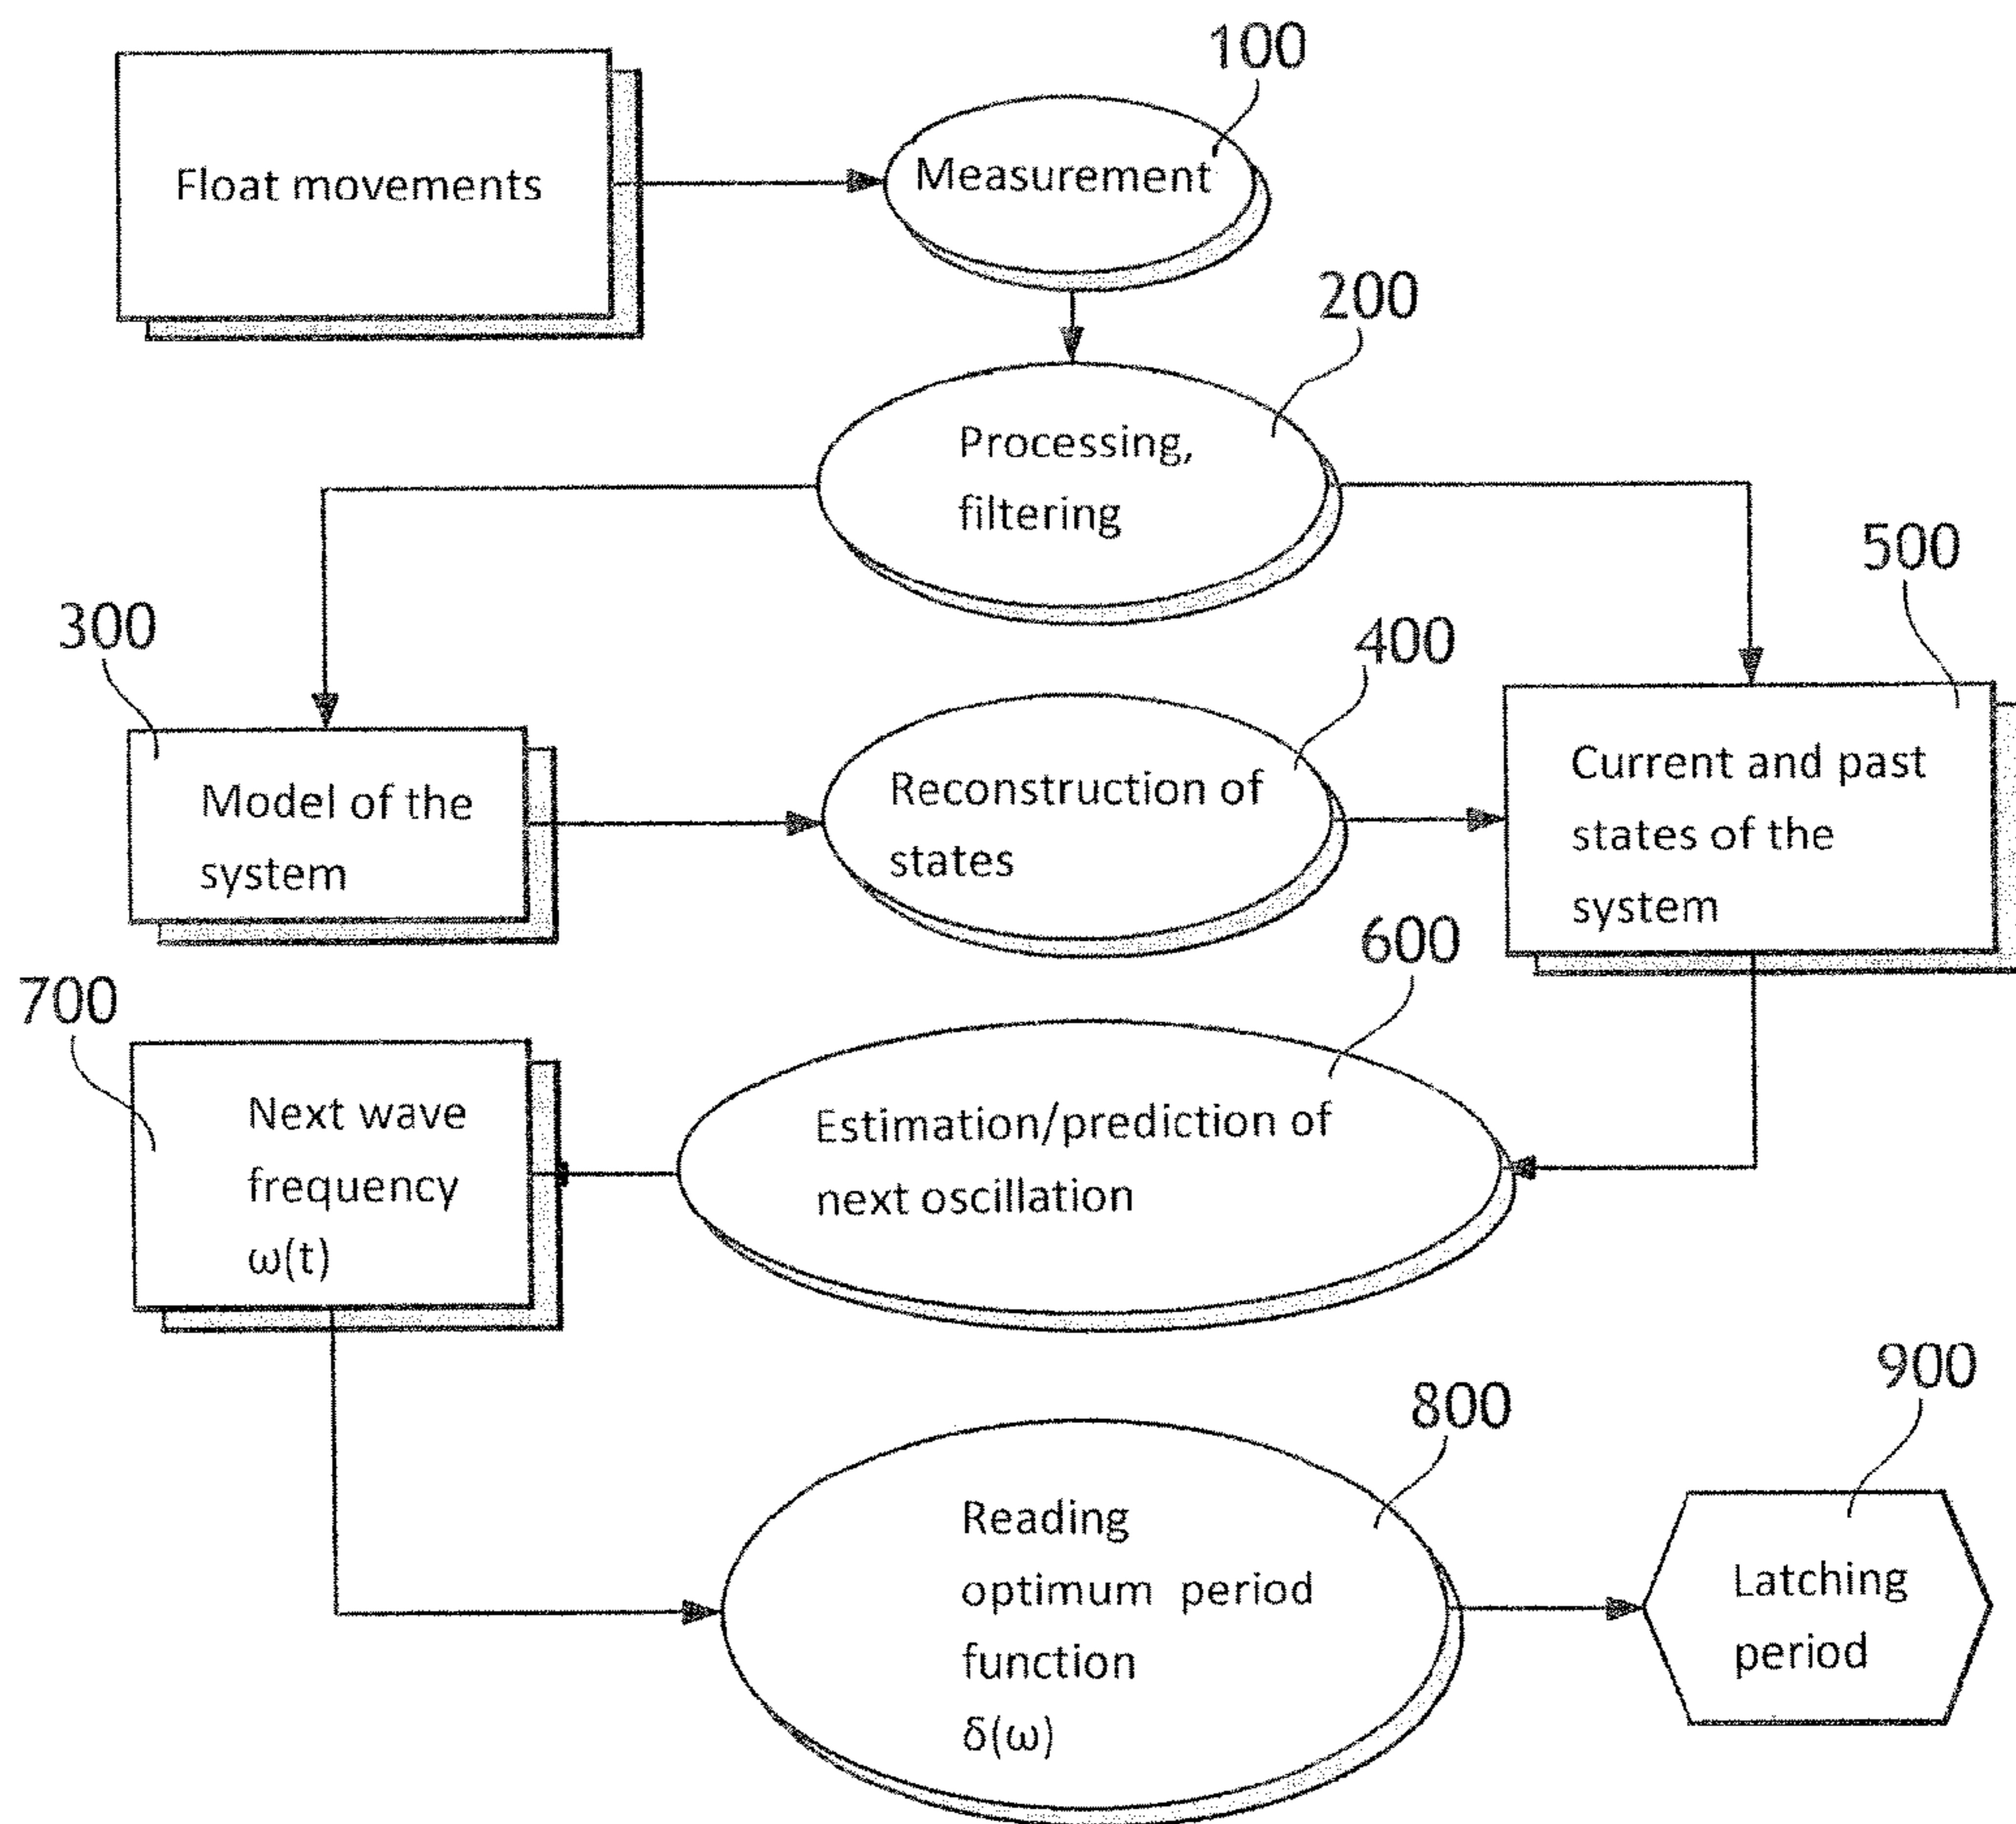 100
Float movements
Measurement
200
Processing,
filtering
500
300
400
Model of the
system
Reconstruction of
states
Current and past
states of the
system
600
700
Next wave
frequency
ω(t)
Estimation/prediction of
next oscillation
800
900
Reading
optimum period
function
δ(ω)
Latching
period